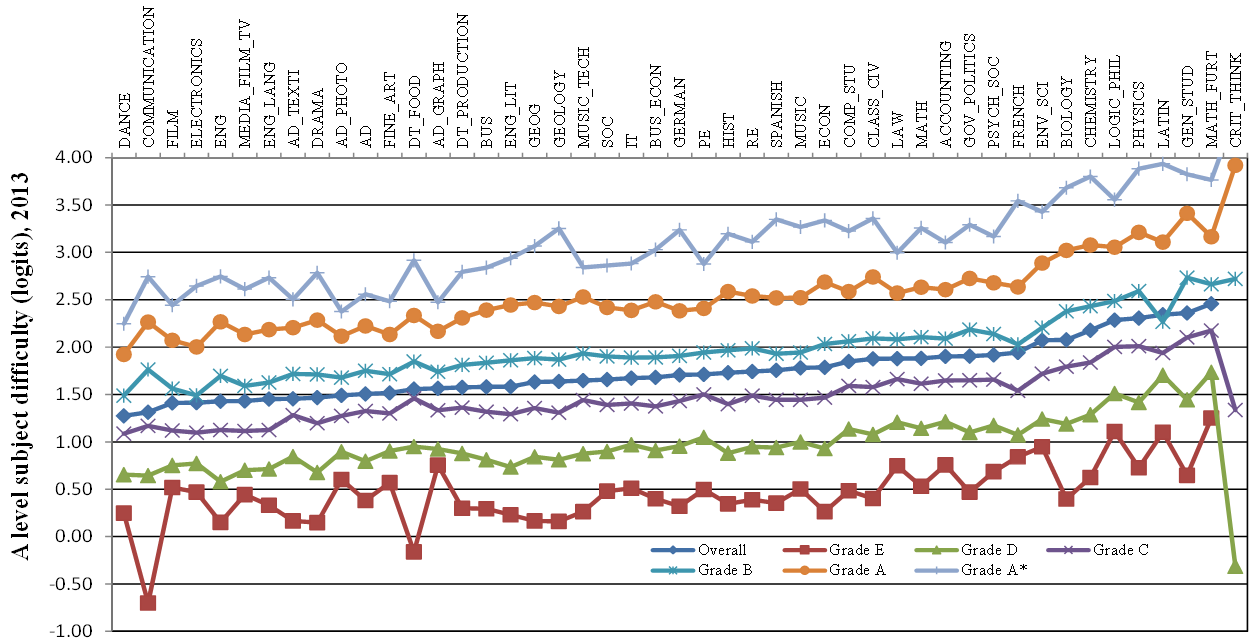 DANCE
COMMUNICATION
FILM
ELECTRONICS
ENG
MEDIA_FILM_TV
ENG_LANG
AD_TEXTI
DRAMA
AD_PHOTO
AD
FINE_ART
DT_FOOD
AD_GRAPH
DT_PRODUCTION
BUS
ENG_LIT
GEOG
GEOLOGY
MUSIC_TECH
SOC
IT
BUS_ECON
GERMAN
PE
HIST
RE
SPANISH
MUSIC
ECON
COMP_STU
CLASS_CIV
LAW
MATH
ACCOUNTING
GOV_POLITICS
PSYCH_SOC
FRENCH
ENV_SCI
BIOLOGY
CHEMISTRY
LOGIC_PHIL
PHYSICS
LATIN
GEN_STUD
MATH_FURT
CRIT_THINK
A level subject difficulty (logits), 2013
4.00
3.50
3.00
2.50
2.00
1.50
1.00
0.50
0.00
-0.50
-1.00
Overall Grade E Grade D Grade C
Grade B Grade A Grade A*